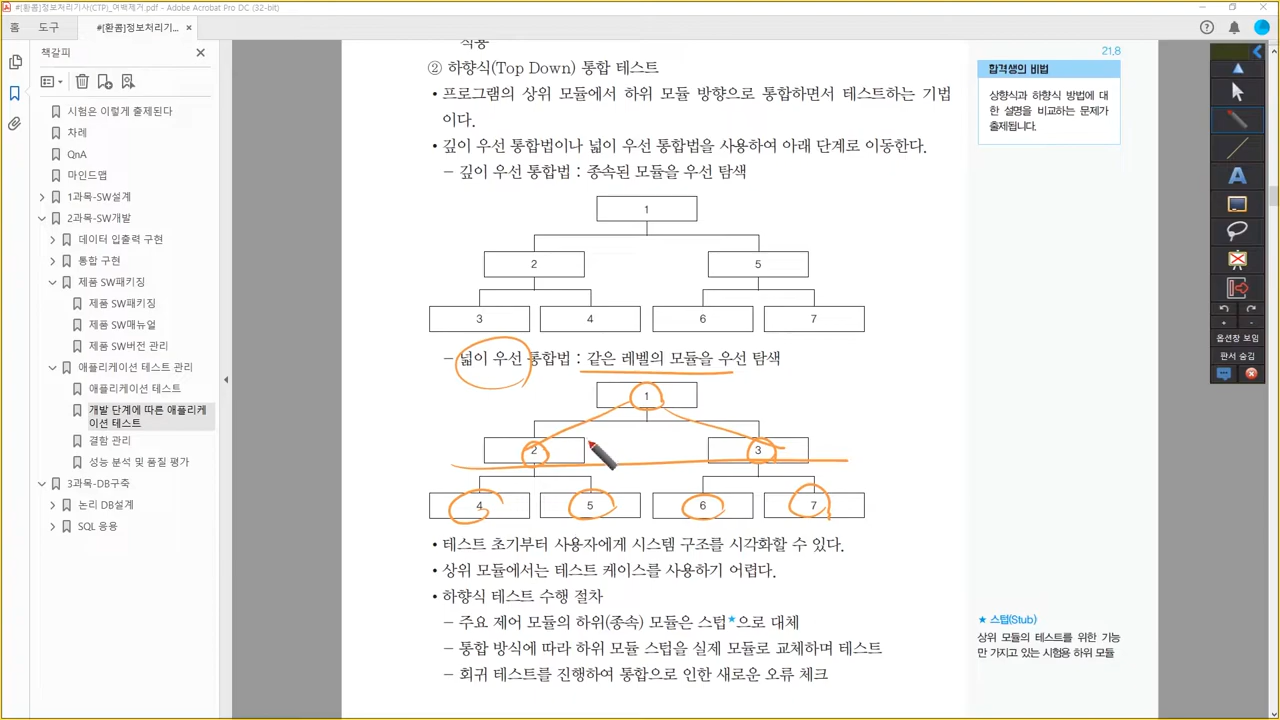 #[환콤]정보처리기사(CTP)_여백제거.pdf - Adobe Acrobat Pro DC (32-bit)
홈
도구
#[환콤]정보처리기...
책갈피
시험은 이렇게 출제된다
차례
QnA
마인드맵
1과목-SW설계
2과목-SW개발
데이터 입출력 구현
통합 구현
제품 SW패키징
제품 SW패키징
제품 SW매뉴얼
제품 SW버전 관리
애플리케이션 테스트 관리
애플리케이션 테스트
개발 단계에 따른 애플리케
이션 테스트
결함 관리
성능 분석 및 품질 평가
3과목-DB구축
논리 DB설계
SQL 응용
적용
② 하향식(Top Down) 통합 테스트
• 프로그램의 상위 모듈에서 하위 모듈 방향으로 통합하면서 테스트하는 기법
이다.
• 깊이 우선 통합법이나 넓이 우선 통합법을 사용하여 아래 단계로 이동한다.
– 깊이 우선 통합법 : 종속된 모듈을 우선 탐색
1
2 5
3 4 6 7
– 넓이 우선 통합법 : 같은 레벨의 모듈을 우선 탐색
1
2 3
4 5 6 7
• 테스트 초기부터 사용자에게 시스템 구조를 시각화할 수 있다.
• 상위 모듈에서는 테스트 케이스를 사용하기 어렵다.
• 하향식 테스트 수행 절차
– 주요 제어 모듈의 하위(종속) 모듈은 스텁★으로 대체
– 통합 방식에 따라 하위 모듈 스텁을 실제 모듈로 교체하며 테스트
– 회귀 테스트를 진행하여 통합으로 인한 새로운 오류 체크
21.8
합격생의 비법
상향식과 하향식 방법에 대
한 설명을 비교하는 문제가
출제됩니다.
★ 스텁(Stub)
상위 모듈의 테스트를 위한 기능
만 가지고 있는 시험용 하위 모듈
A
옵션창 보임
판서 숨김